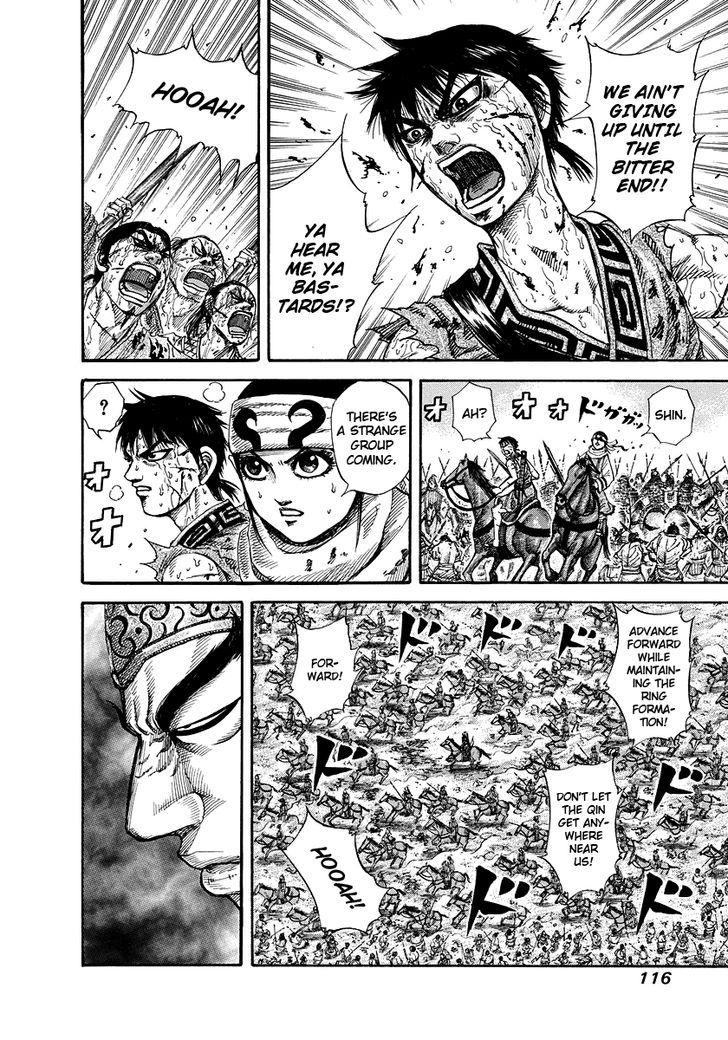 WE AIN'T
GIVING
UP UNTIL
THE
BITTER
END!!
YA
HEAR
ME, YA
BAS-
TARDS!?
HOOAH!
SHIN.
ドガガッ
オ
AH?
オ
THERE'S
A STRANGE
GROUP
COMING.
?
オ
オ
ADVANCE
FORWARD
WHILE
MAINTAIN-
ING THE
RING
FORMA-
TION!
ド
ド
ド
FOR-
WARD!
ド
ド
ド
DON'T LET
THE QIN
GET ANY-
WHERE
NEAR
US!
HOOAH!
116